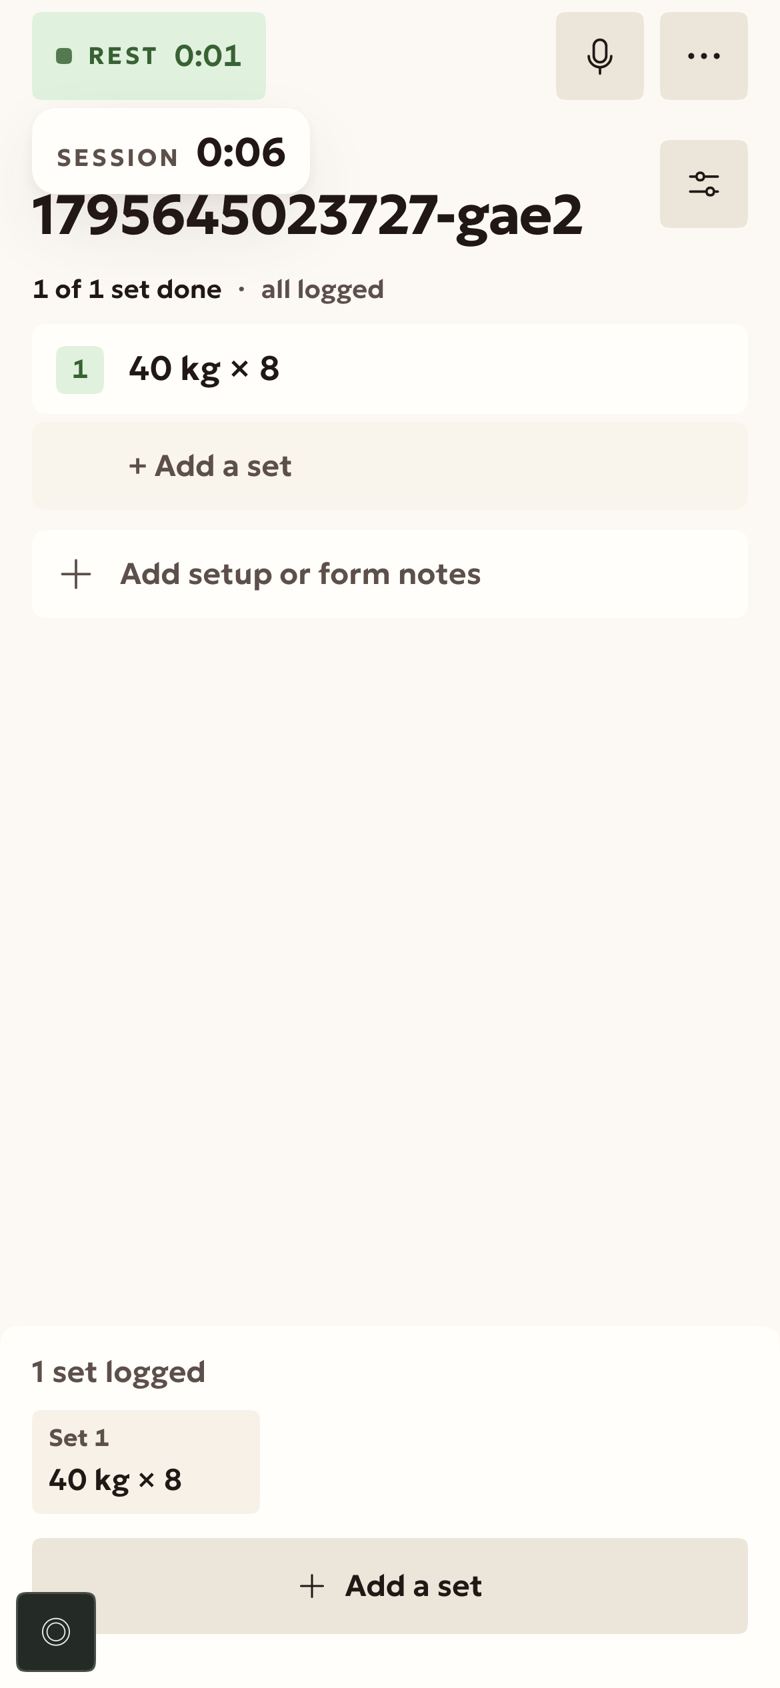 REST 0:01
SESSION 0:06
1795645023727-gae2
1 of 1 set done · all logged
1 40 kg × 8
+ Add a set
Add setup or form notes
1 set logged
Set 1
40 kg × 8
+ Add a set